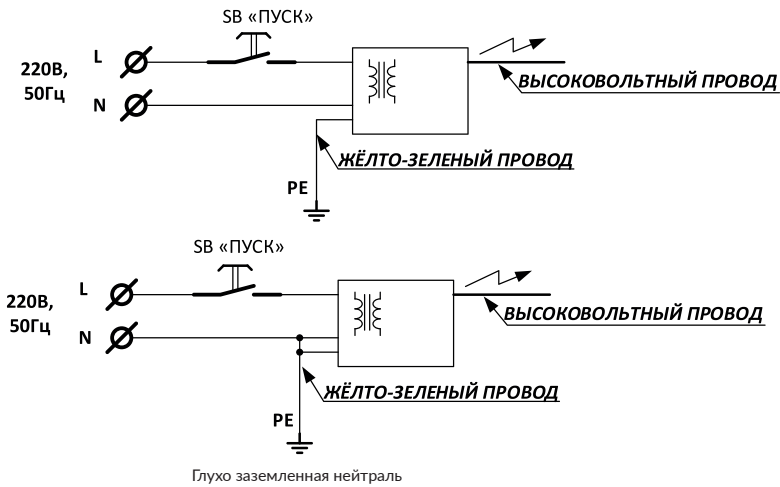 SB «ПУСК»
L
220В,
50Гц
N
ВЫСОКОВОЛЬТНЫЙ ПРОВОД
ЖЁЛТО-ЗЕЛЕНЫЙ ПРОВОД
PE
SB «ПУСК»
L
220В,
50Гц
N
ВЫСОКОВОЛЬТНЫЙ ПРОВОД
ЖЁЛТО-ЗЕЛЕНЫЙ ПРОВОД
PE
Глухо заземленная нейтраль